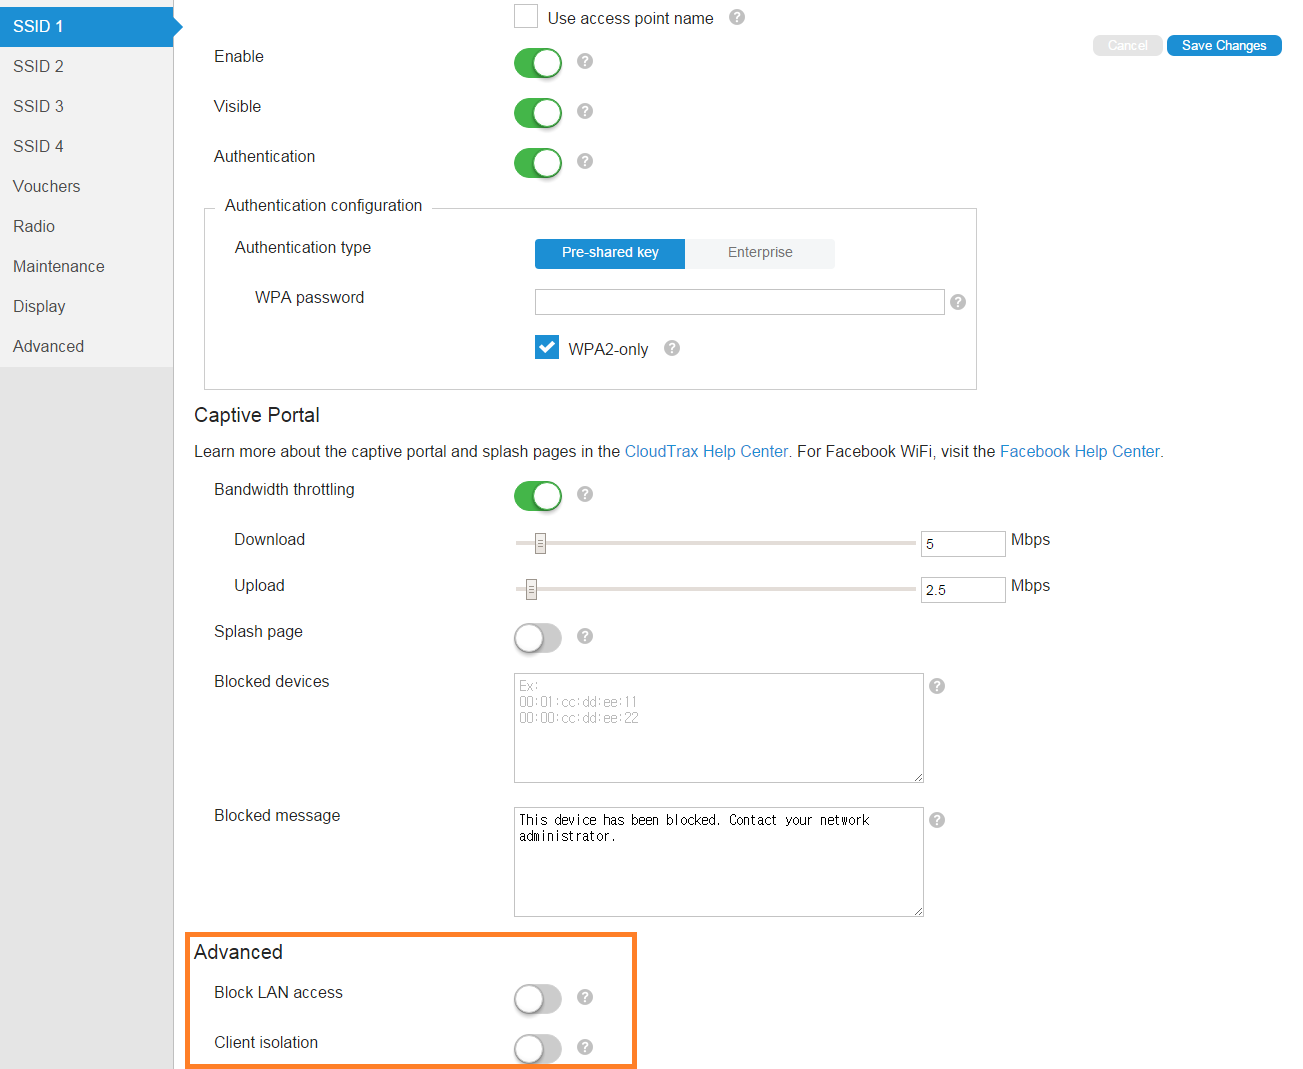 SSID 1
SSID 2
SSID 3
SSID 4
Vouchers
Radio
Maintenance
Display
Advanced
Use access point name ?
Cancel Save Changes
Enable ?
Visible ?
Authentication ?
Authentication configuration
Authentication type Pre-shared key Enterprise
WPA password ?
WPA2-only ?
Captive Portal
Learn more about the captive portal and splash pages in the CloudTrax Help Center. For Facebook WiFi, visit the Facebook Help Center.
Bandwidth throttling ?
Download 5 Mbps
Upload 2.5 Mbps
Splash page ?
Blocked devices ?
Ex:
00:01:cc:dd:ee:11
00:00:cc:dd:ee:22
Blocked message ?
This device has been blocked. Contact your network
administrator.
Advanced
Block LAN access ?
Client isolation ?